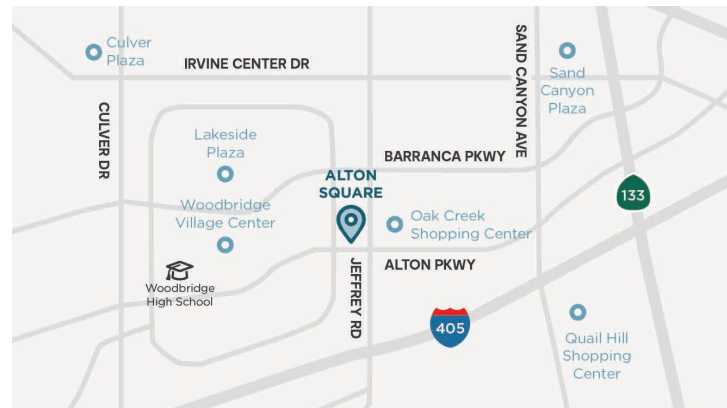 Culver
Plaza
IRVINE CENTER DR
SAND CANYON AVE
Sand
Canyon
Plaza
CULVER DR
Lakeside
Plaza
BARRANCA PKWY
ALTON
SQUARE
133
Woodbridge
Village Center
Oak Creek
Shopping Center
ALTON PKWY
JEFFREY RD
Woodbridge
High School
405
Quail Hill
Shopping
Center